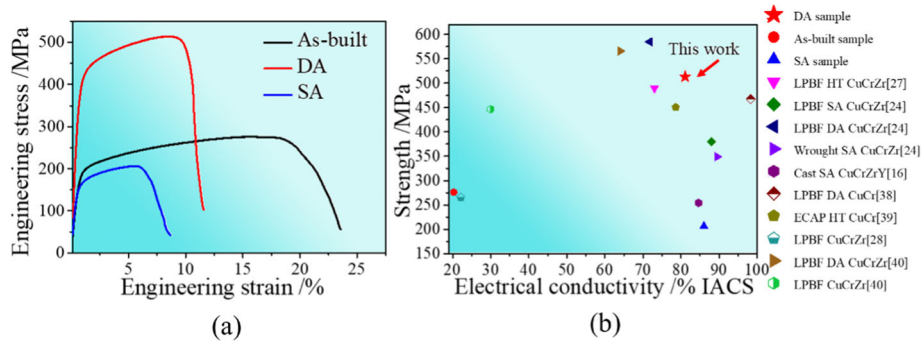 (a)
Engineering stress /MPa
500
400
300
200
100
0
As-built
DA
SA
5
10
15
20
25
Engineering strain /%
(a)
(b)
Strength /MPa
600
550
500
450
400
350
300
250
200
150
This work
20
30
40
50
60
70
80
90
100
Electrical conductivity /% IACS
(b)
DA sample
As-built sample
SA sample
LPBF HT CuCrZr[27]
LPBF SA CuCrZr[24]
LPBF DA CuCrZr[24]
Wrought SA CuCrZr[24]
Cast SA CuCrZrY[16]
LPBF DA CuCr[38]
ECAP HT CuCr[39]
LPBF CuCrZr[28]
LPBF DA CuCrZr[40]
LPBF CuCrZr[40]